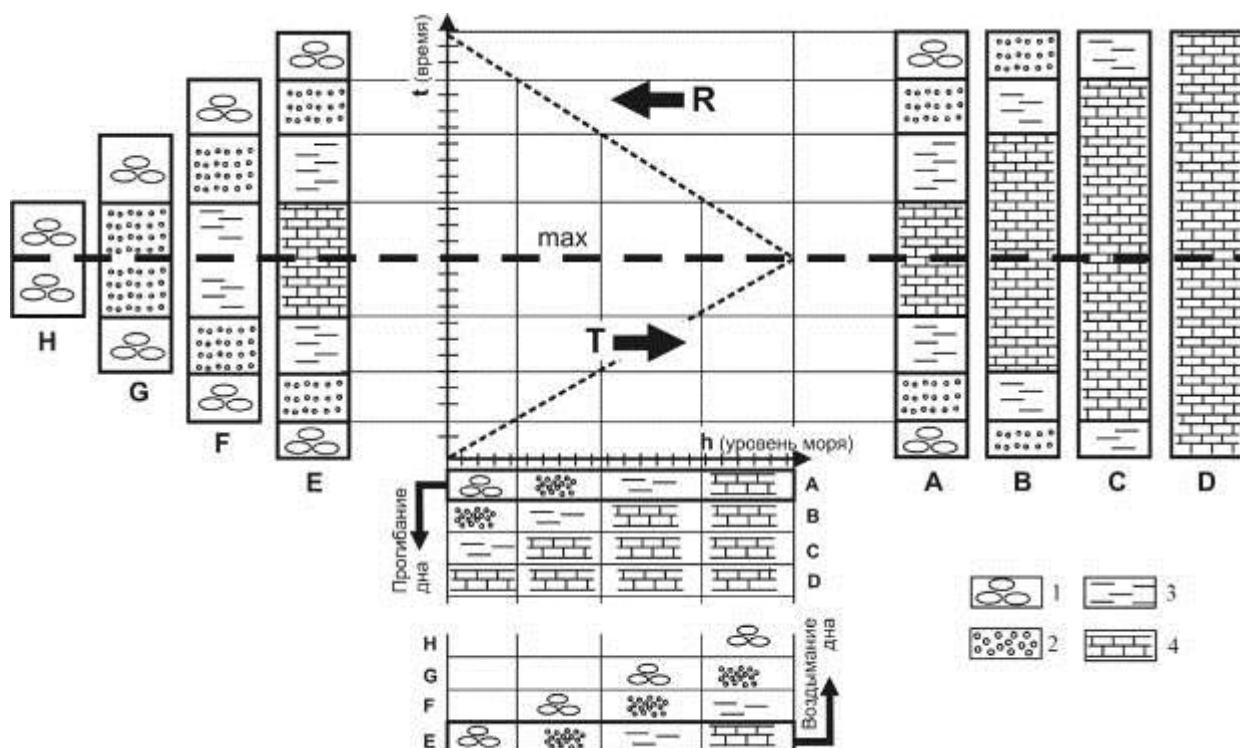 t (время)
R
max
T
h (уровень моря)
H
G
F
E
A
B
C
D
Прогибание
дна
A
B
C
D
H
G
F
E
Воздымание
дна
1
2
3
4